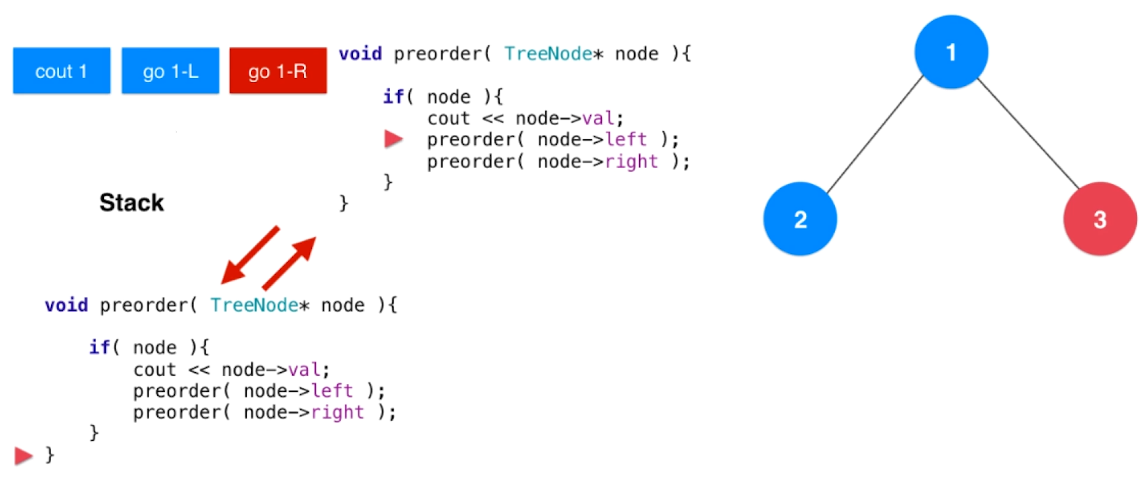 cout 1
go 1-L
go 1-R
void preorder( TreeNode* node ){
if( node ){
cout << node->val;
preorder( node->left );
preorder( node->right );
}
}
Stack
void preorder( TreeNode* node ){
if( node ){
cout << node->val;
preorder( node->left );
preorder( node->right );
}
}
1
2
3